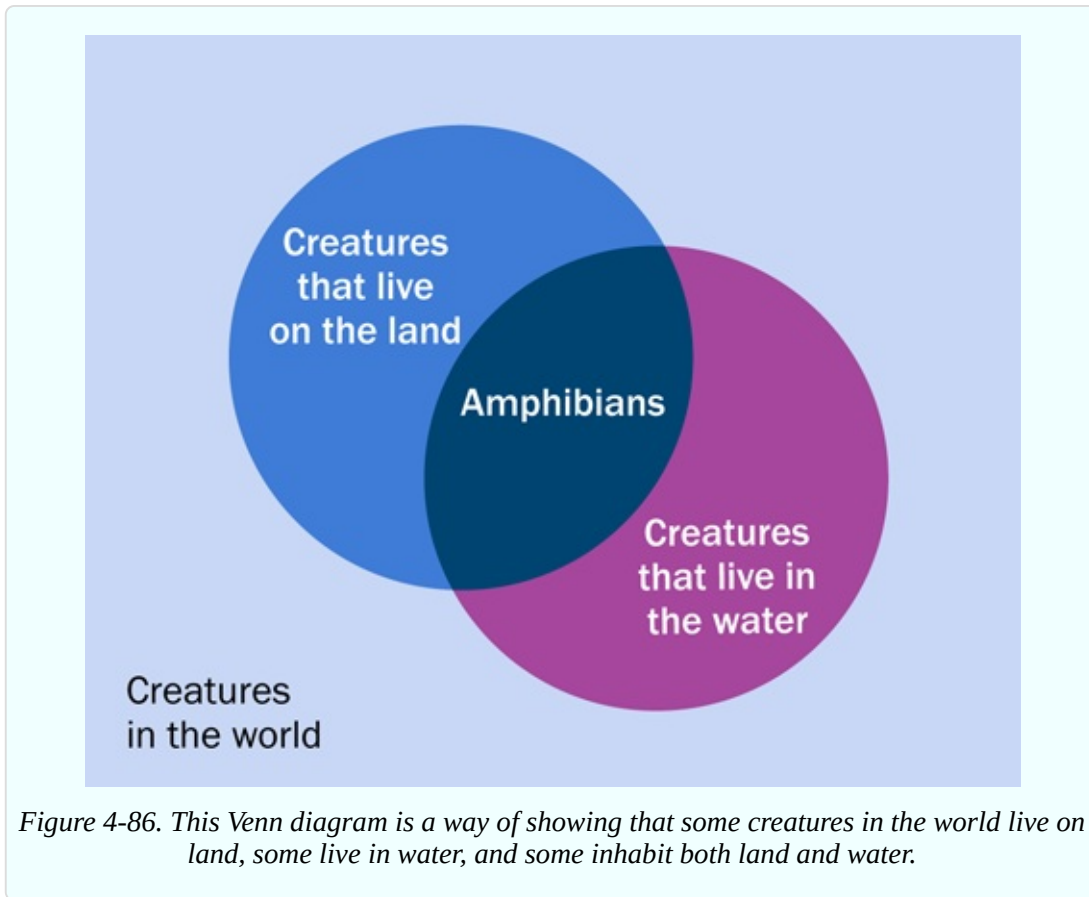 Creatures
that live
on the land
Amphibians
Creatures
that live in
the water
Creatures
in the world
Figure 4-86. This Venn diagram is a way of showing that some creatures in the world live on
land, some live in water, and some inhabit both land and water.